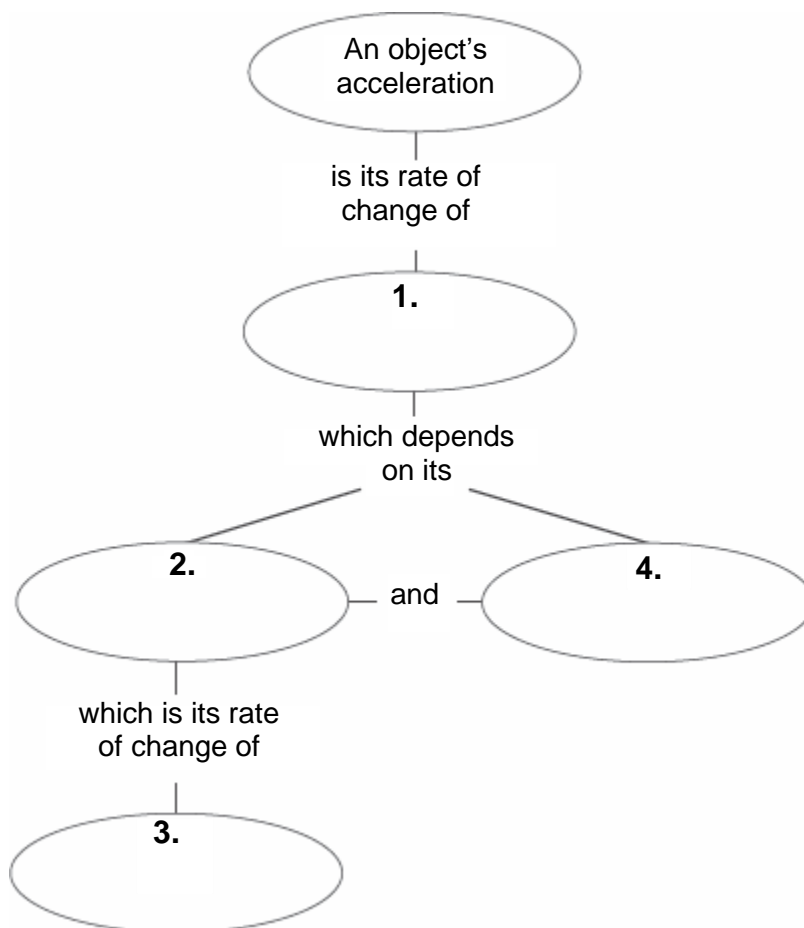 An object’s
acceleration
is its rate of
change of
1.
which depends
on its
2.
and
4.
which is its rate
of change of
3.